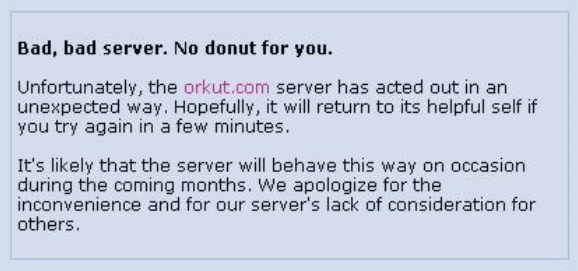 Bad, bad server. No donut for you.
Unfortunately, the orkut.com server has acted out in an
unexpected way. Hopefully, it will return to its helpful self if
you try again in a few minutes.
It's likely that the server will behave this way on occasion
during the coming months. We apologize for the
inconvenience and for our server's lack of consideration for
others.